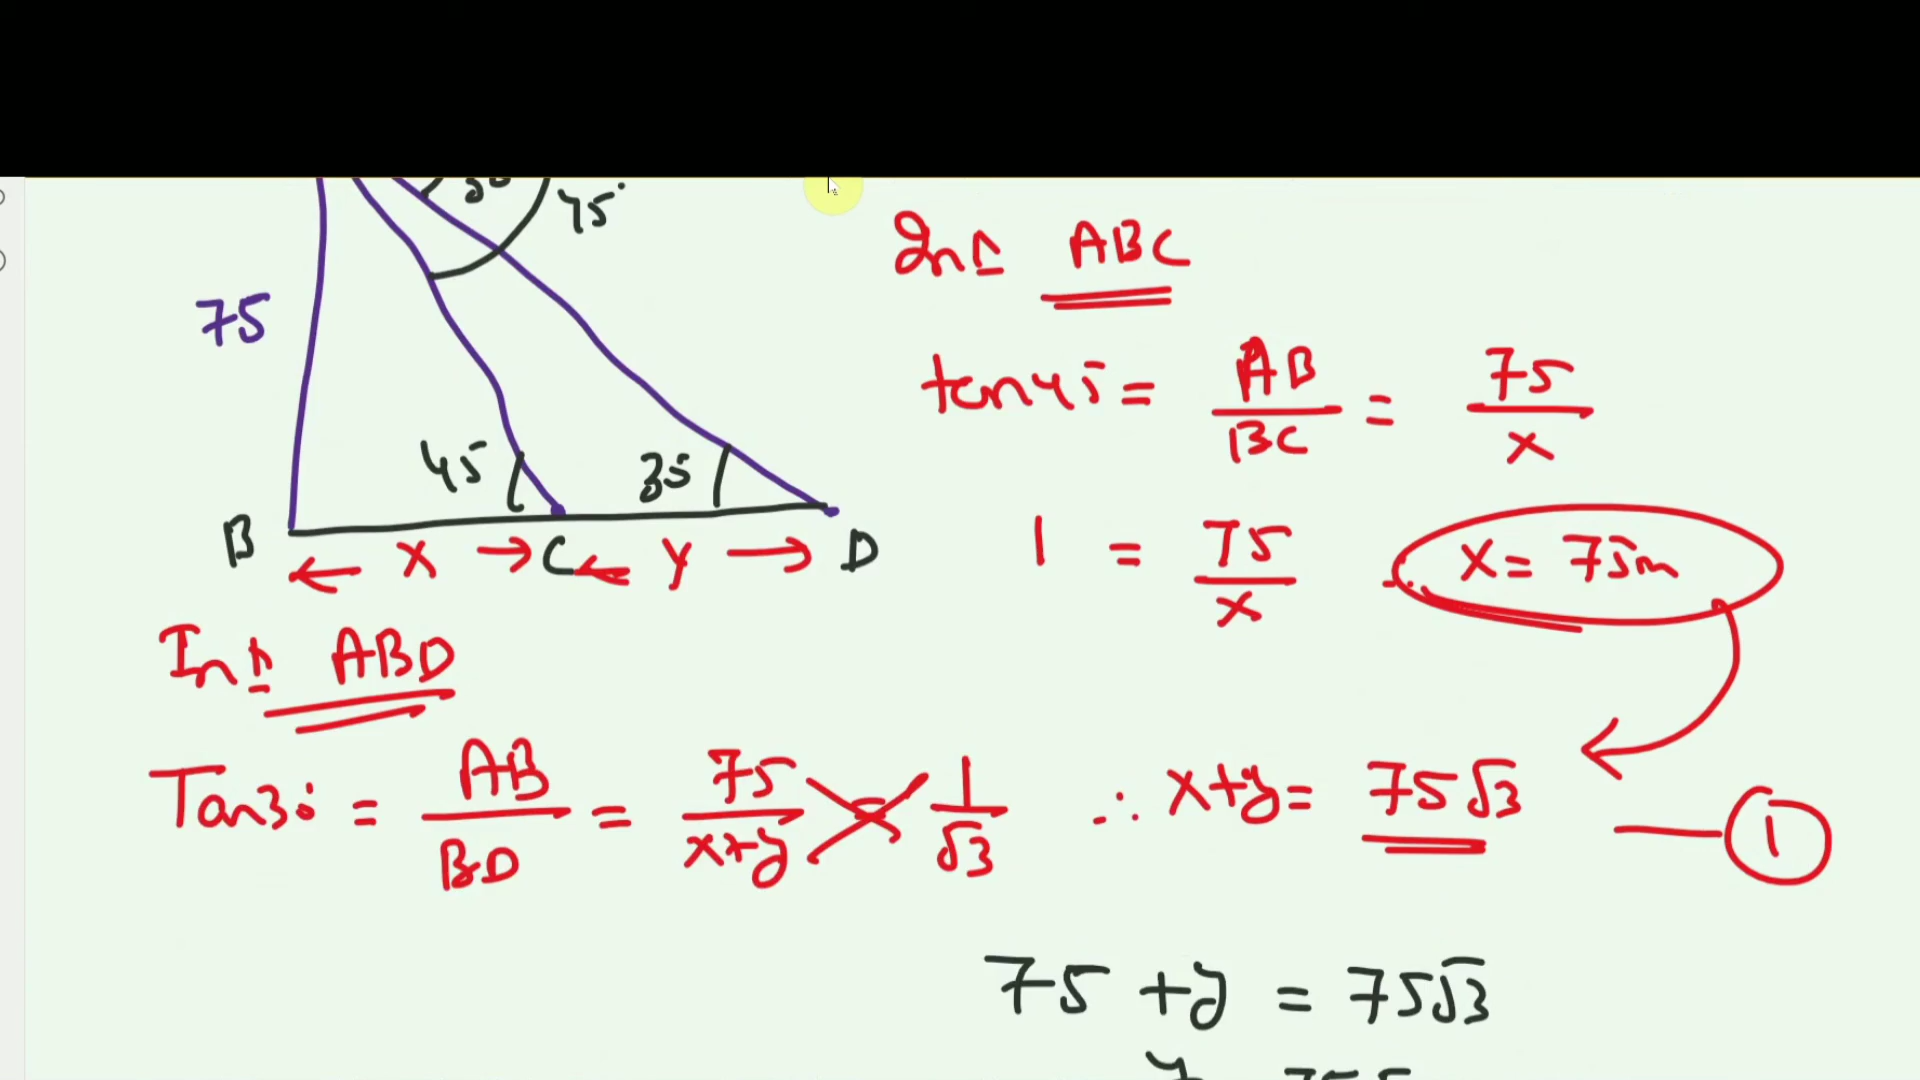 45°
75
45
35
B
x
C
y
D
In Δ ABC
tan45 = AB/BC = 75/x
1 = 75/x
x = 75m
In Δ ABD
Tan30 = AB/BD = 75/x+y = 1/√3
∴ x+y = 75√3
1
75 + y = 75√3